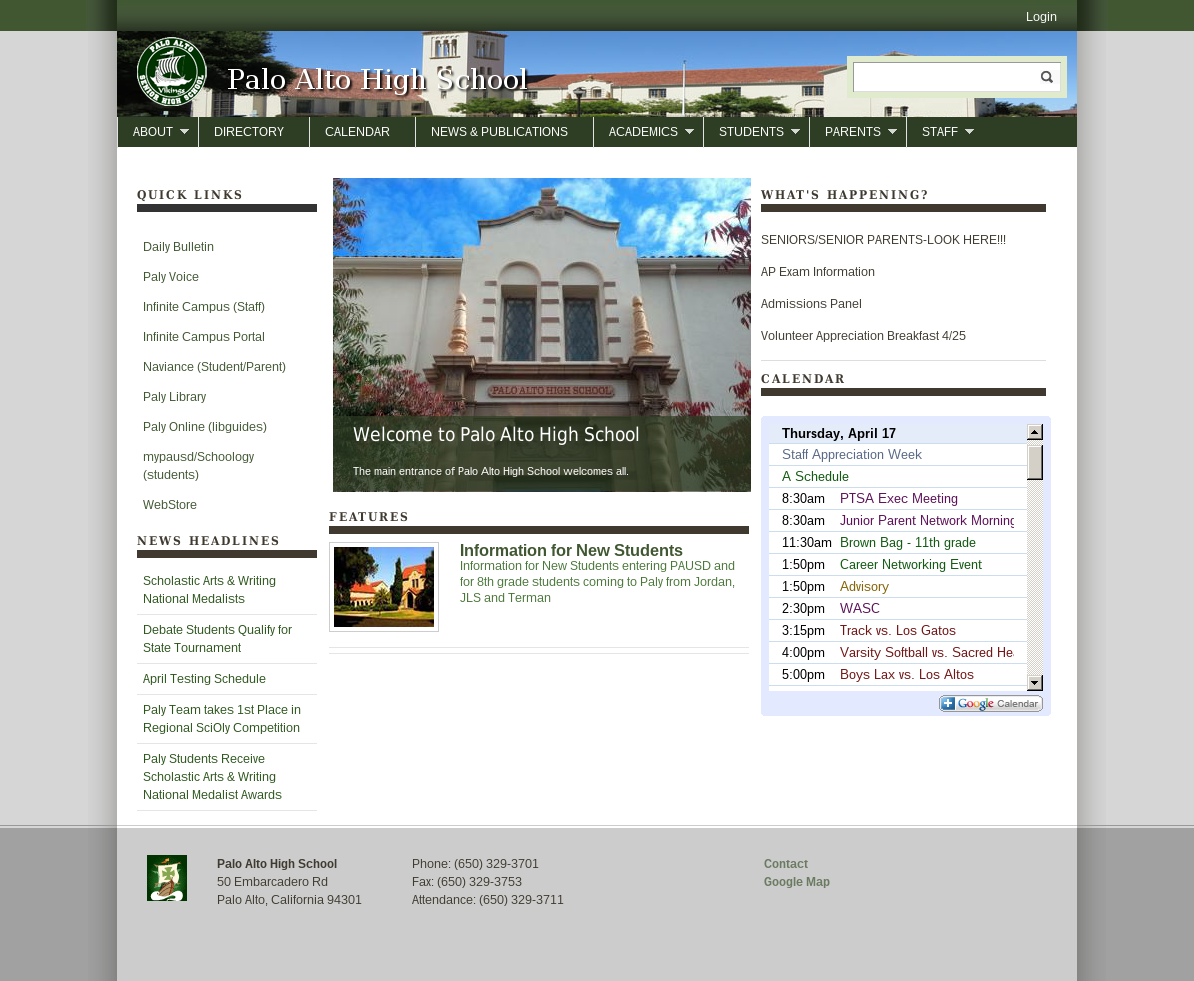 Login
PALO ALTO
Vikings
SENIOR HIGH SCHOOL
Palo Alto High School
ABOUT DIRECTORY CALENDAR NEWS & PUBLICATIONS ACADEMICS STUDENTS PARENTS STAFF
QUICK LINKS
Daily Bulletin
Paly Voice
Infinite Campus (Staff)
Infinite Campus Portal
Naviance (Student/Parent)
Paly Library
Paly Online (libguides)
mypausd/Schoology
(students)
WebStore
NEWS HEADLINES
Scholastic Arts & Writing
National Medalists
Debate Students Qualify for
State Tournament
April Testing Schedule
Paly Team takes 1st Place in
Regional SciOly Competition
Paly Students Receive
Scholastic Arts & Writing
National Medalist Awards
PALO ALTO HIGH SCHOOL
Welcome to Palo Alto High School
The main entrance of Palo Alto High School welcomes all.
FEATURES
Information for New Students
Information for New Students entering PAUSD and
for 8th grade students coming to Paly from Jordan,
JLS and Terman
WHAT'S HAPPENING?
SENIORS/SENIOR PARENTS-LOOK HERE!!!
AP Exam Information
Admissions Panel
Volunteer Appreciation Breakfast 4/25
CALENDAR
Thursday, April 17
Staff Appreciation Week
A Schedule
8:30am PTSA Exec Meeting
8:30am Junior Parent Network Morning
11:30am Brown Bag - 11th grade
1:50pm Career Networking Event
1:50pm Advisory
2:30pm WASC
3:15pm Track vs. Los Gatos
4:00pm Varsity Softball vs. Sacred He
5:00pm Boys Lax vs. Los Altos
Google Calendar
Palo Alto High School
50 Embarcadero Rd
Palo Alto, California 94301
Phone: (650) 329-3701
Fax: (650) 329-3753
Attendance: (650) 329-3711
Contact
Google Map